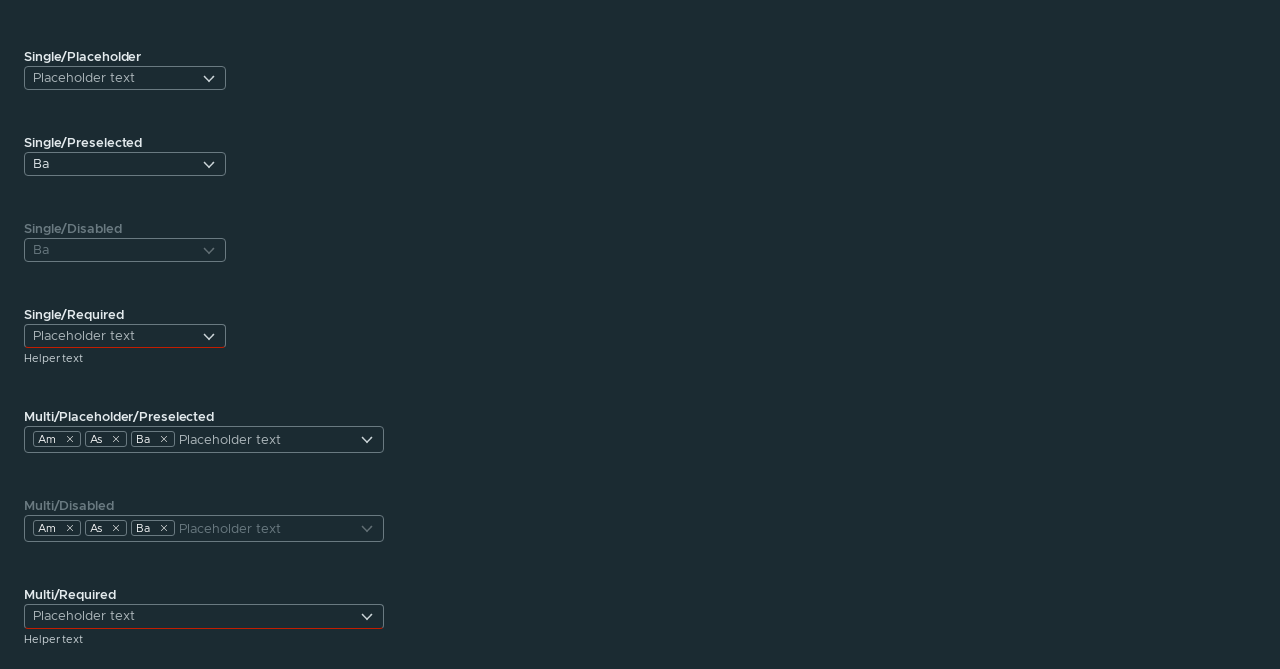 Single/Placeholder
Placeholder text
Single/Preselected
Ba
Single/Disabled
Ba
Single/Required
Placeholder text
Helper text
Multi/Placeholder/Preselected
Am As Ba Placeholder text
Multi/Disabled
Am As Ba Placeholder text
Multi/Required
Placeholder text
Helper text